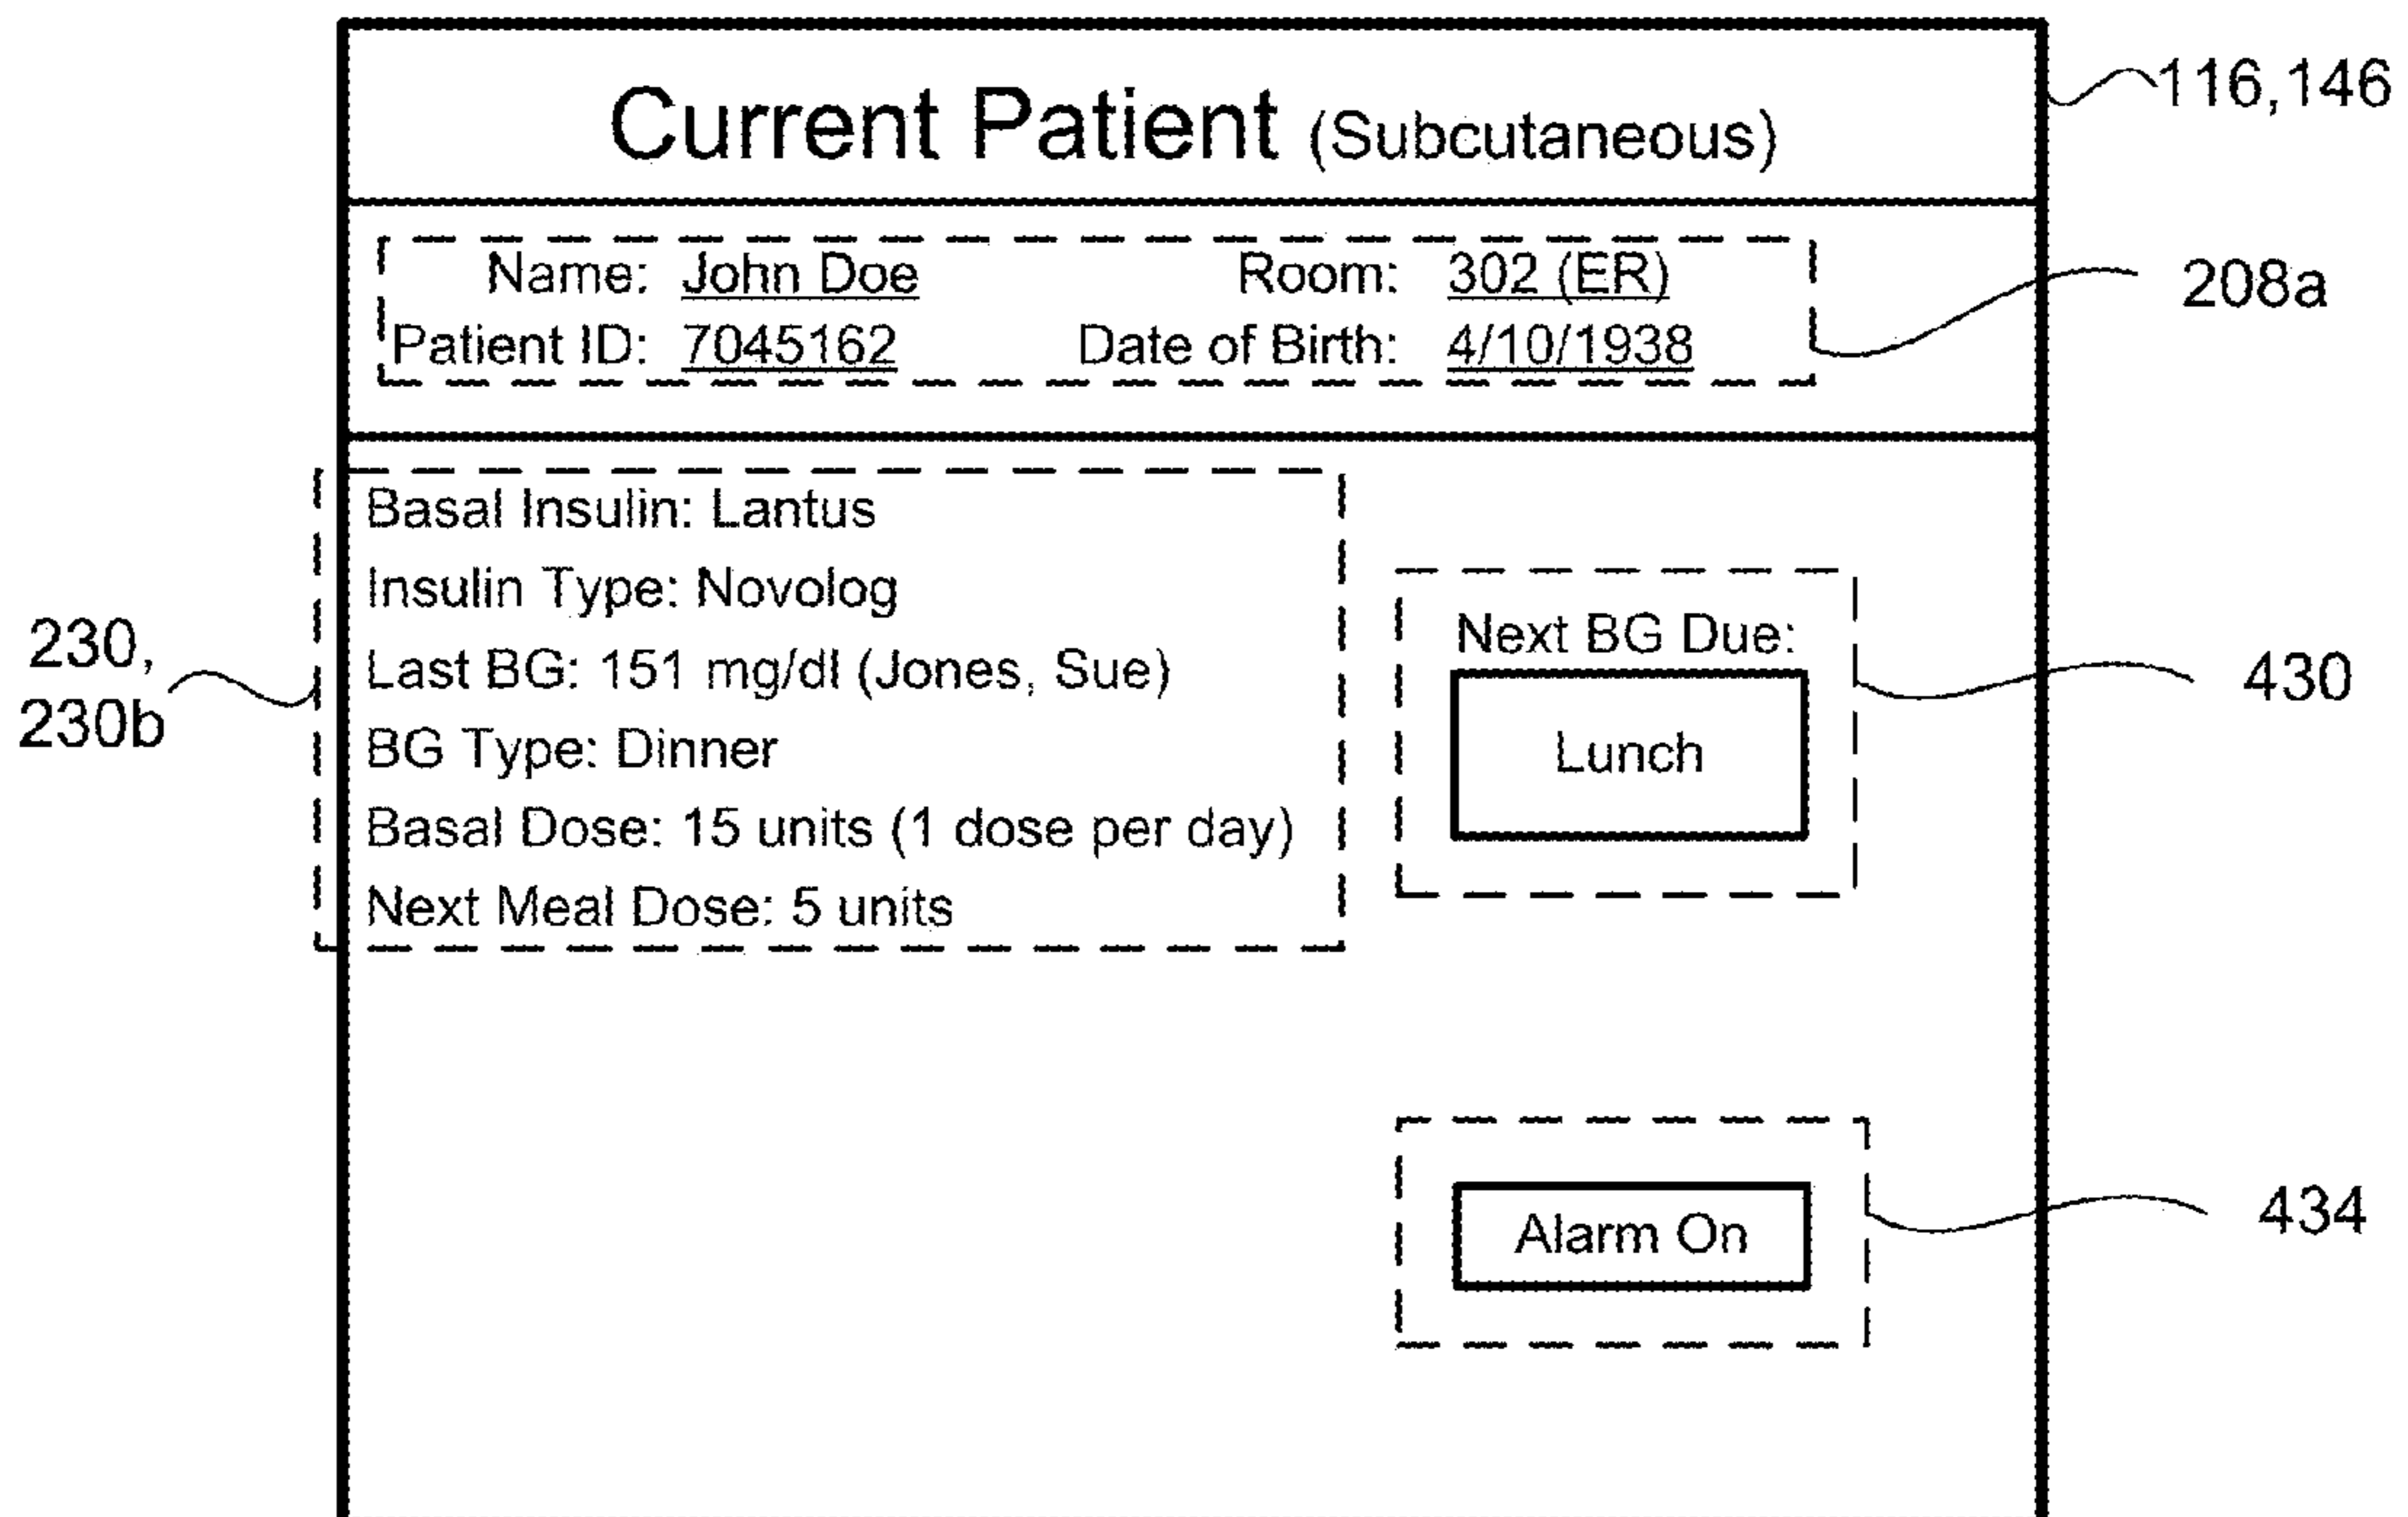 Current Patient (Subcutaneous)
116,146
Name: John Doe Room: 302 (ER)
Patient ID: 7045162 Date of Birth: 4/10/1938
208a
Basal Insulin: Lantus
Insulin Type: Novolog
Last BG: 151 mg/dl (Jones, Sue)
BG Type: Dinner
Basal Dose: 15 units (1 dose per day)
Next Meal Dose: 5 units
230,
230b
Next BG Due:
Lunch
430
Alarm On
434